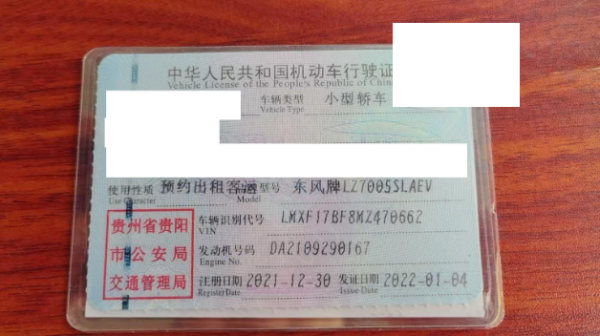 中华人民共和国机动车行驶证
Vehicle License of the People's Republic of China
车辆类型 小型轿车
Vehicle Type
使用性质 预约出租客运 型号 东风牌LZ7005SLAEV
Use Character Model
贵州省贵阳 车辆识别代号 LMXF17BF8MZ470662
VIN
市公安局 发动机号码 DA2109290167
Engine No.
交通管理局 注册日期 2021-12-30 发证日期 2022-01-04
Register Date Issue Date